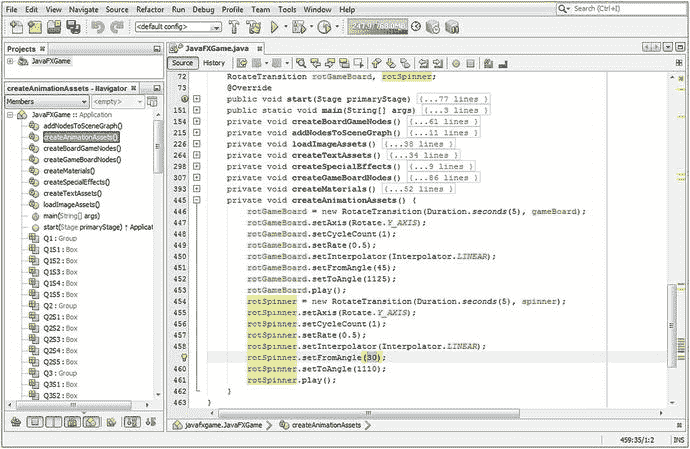 File Edit View Navigate Source Refactor Run Debug Profile Team Tools Window Help
Search (Ctrl+I)
<default config>
Projects
JavaFXGame
createAnimationAssets - Navigator
Members
<empty>
JavaFXGame :: Application
addNodesToSceneGraph()
createAnimationAssets()
createBoardGameNodes()
createGameBoardNodes()
createMaterials()
createSpecialEffects()
createTextAssets()
loadImageAssets()
main(String[] args)
start(Stage primaryStage) ↑ Applicat
Q1 : Group
Q1S1 : Box
Q1S2 : Box
Q1S3 : Box
Q1S4 : Box
Q1S5 : Box
Q2 : Group
Q2S1 : Box
Q2S2 : Box
Q2S3 : Box
Q2S4 : Box
Q2S5 : Box
Q3 : Group
Q3S1 : Box
Q3S2 : Box
JavaFXGame.java
Source History
72 RotateTransition rotGameBoard, rotSpinner;
73 @Override
public void start(Stage primaryStage) {...77 lines }
151 public static void main(String[] args) {...3 lines }
154 private void createBoardGameNodes() {...61 lines }
215 private void addNodesToSceneGraph() {...11 lines }
226 private void loadImageAssets() {...38 lines }
264 private void createTextAssets() {...34 lines }
298 private void createSpecialEffects() {...9 lines }
307 private void createGameBoardNodes() {...86 lines }
393 private void createMaterials() {...52 lines }
445 private void createAnimationAssets() {
446 rotGameBoard = new RotateTransition(Duration.seconds(5), gameBoard);
447 rotGameBoard.setAxis(Rotate.Y_AXIS);
448 rotGameBoard.setCycleCount(1);
449 rotGameBoard.setRate(0.5);
450 rotGameBoard.setInterpolator(Interpolator.LINEAR);
451 rotGameBoard.setFromAngle(45);
452 rotGameBoard.setToAngle(1125);
453 rotGameBoard.play();
454 rotSpinner = new RotateTransition(Duration.seconds(5), spinner);
455 rotSpinner.setAxis(Rotate.Y_AXIS);
456 rotSpinner.setCycleCount(1);
457 rotSpinner.setRate(0.5);
458 rotSpinner.setInterpolator(Interpolator.LINEAR);
rotSpinner.setFromAngle(30);
460 rotSpinner.setToAngle(1110);
461 rotSpinner.play();
462 }
463 }
javafxgame.JavaFXGame
createAnimationAssets
459:35/1:2
INS